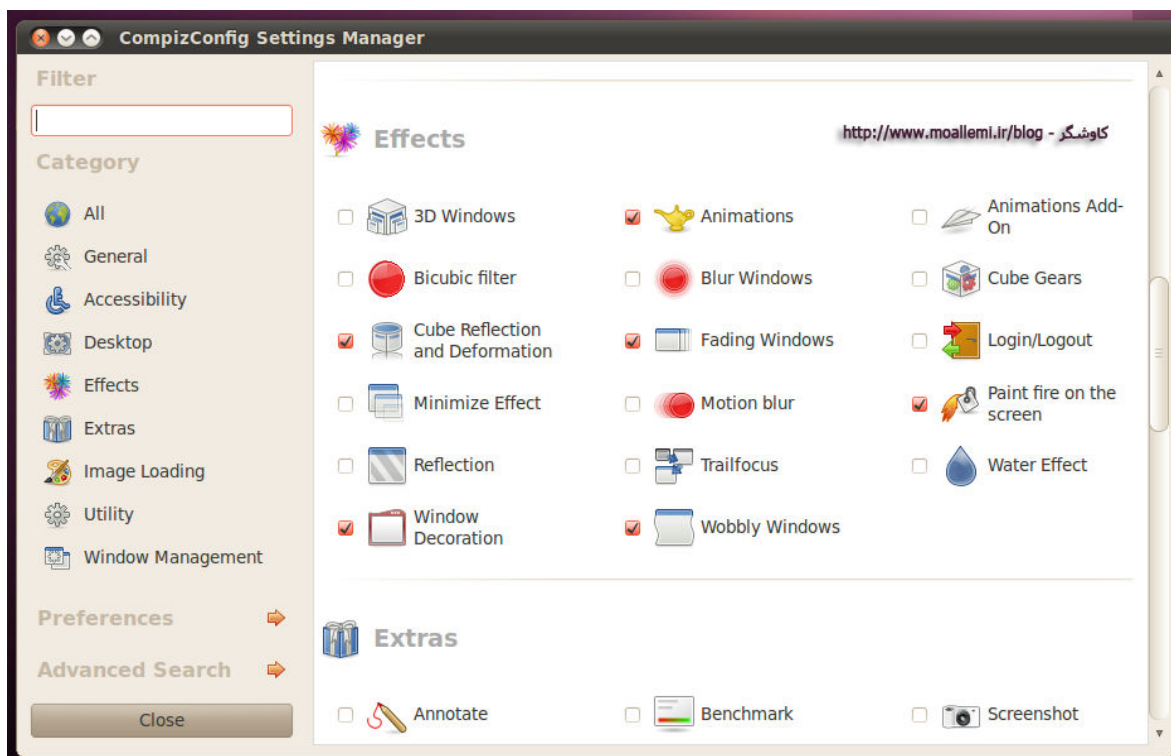 CompizConfig Settings Manager
Filter
Category
All
General
Accessibility
Desktop
Effects
Extras
Image Loading
Utility
Window Management
Preferences
Advanced Search
Close
Effects
http://www.moallemi.ir/blog - کاوشگر
3D Windows
Animations
Animations Add-
On
Bicubic filter
Blur Windows
Cube Gears
Cube Reflection
and Deformation
Fading Windows
Login/Logout
Minimize Effect
Motion blur
Paint fire on the
screen
Reflection
Trailfocus
Water Effect
Window
Decoration
Wobbly Windows
Extras
Annotate
Benchmark
Screenshot